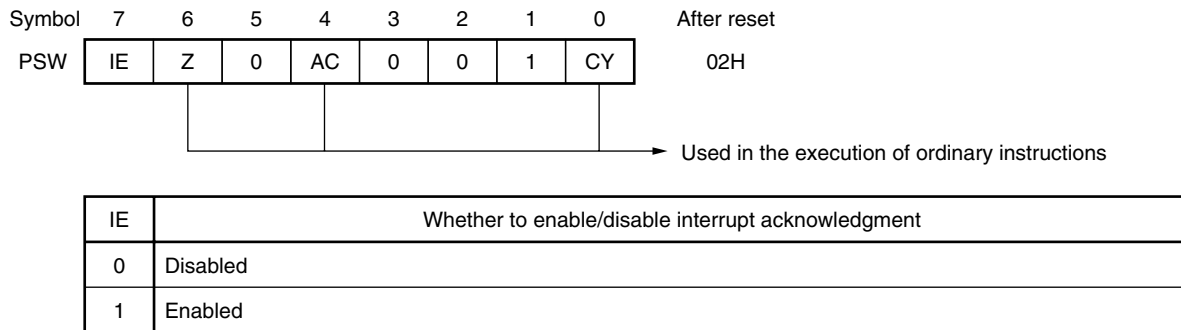 Symbol 7 6 5 4 3 2 1 0 After reset
PSW IE Z 0 AC 0 0 1 CY 02H
Used in the execution of ordinary instructions
IE Whether to enable/disable interrupt acknowledgment
0 Disabled
1 Enabled